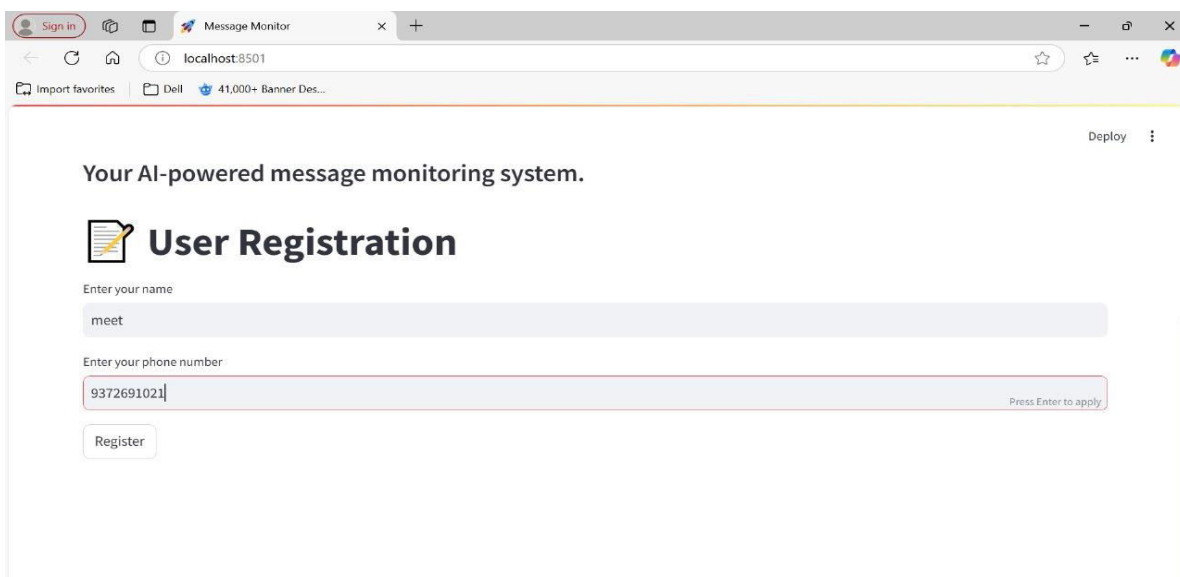 Sign in
Message Monitor
localhost:8501
Import favorites
Dell
41,000+ Banner Des...
Deploy
Your AI-powered message monitoring system.
User Registration
Enter your name
meet
Enter your phone number
9372691021
Press Enter to apply
Register